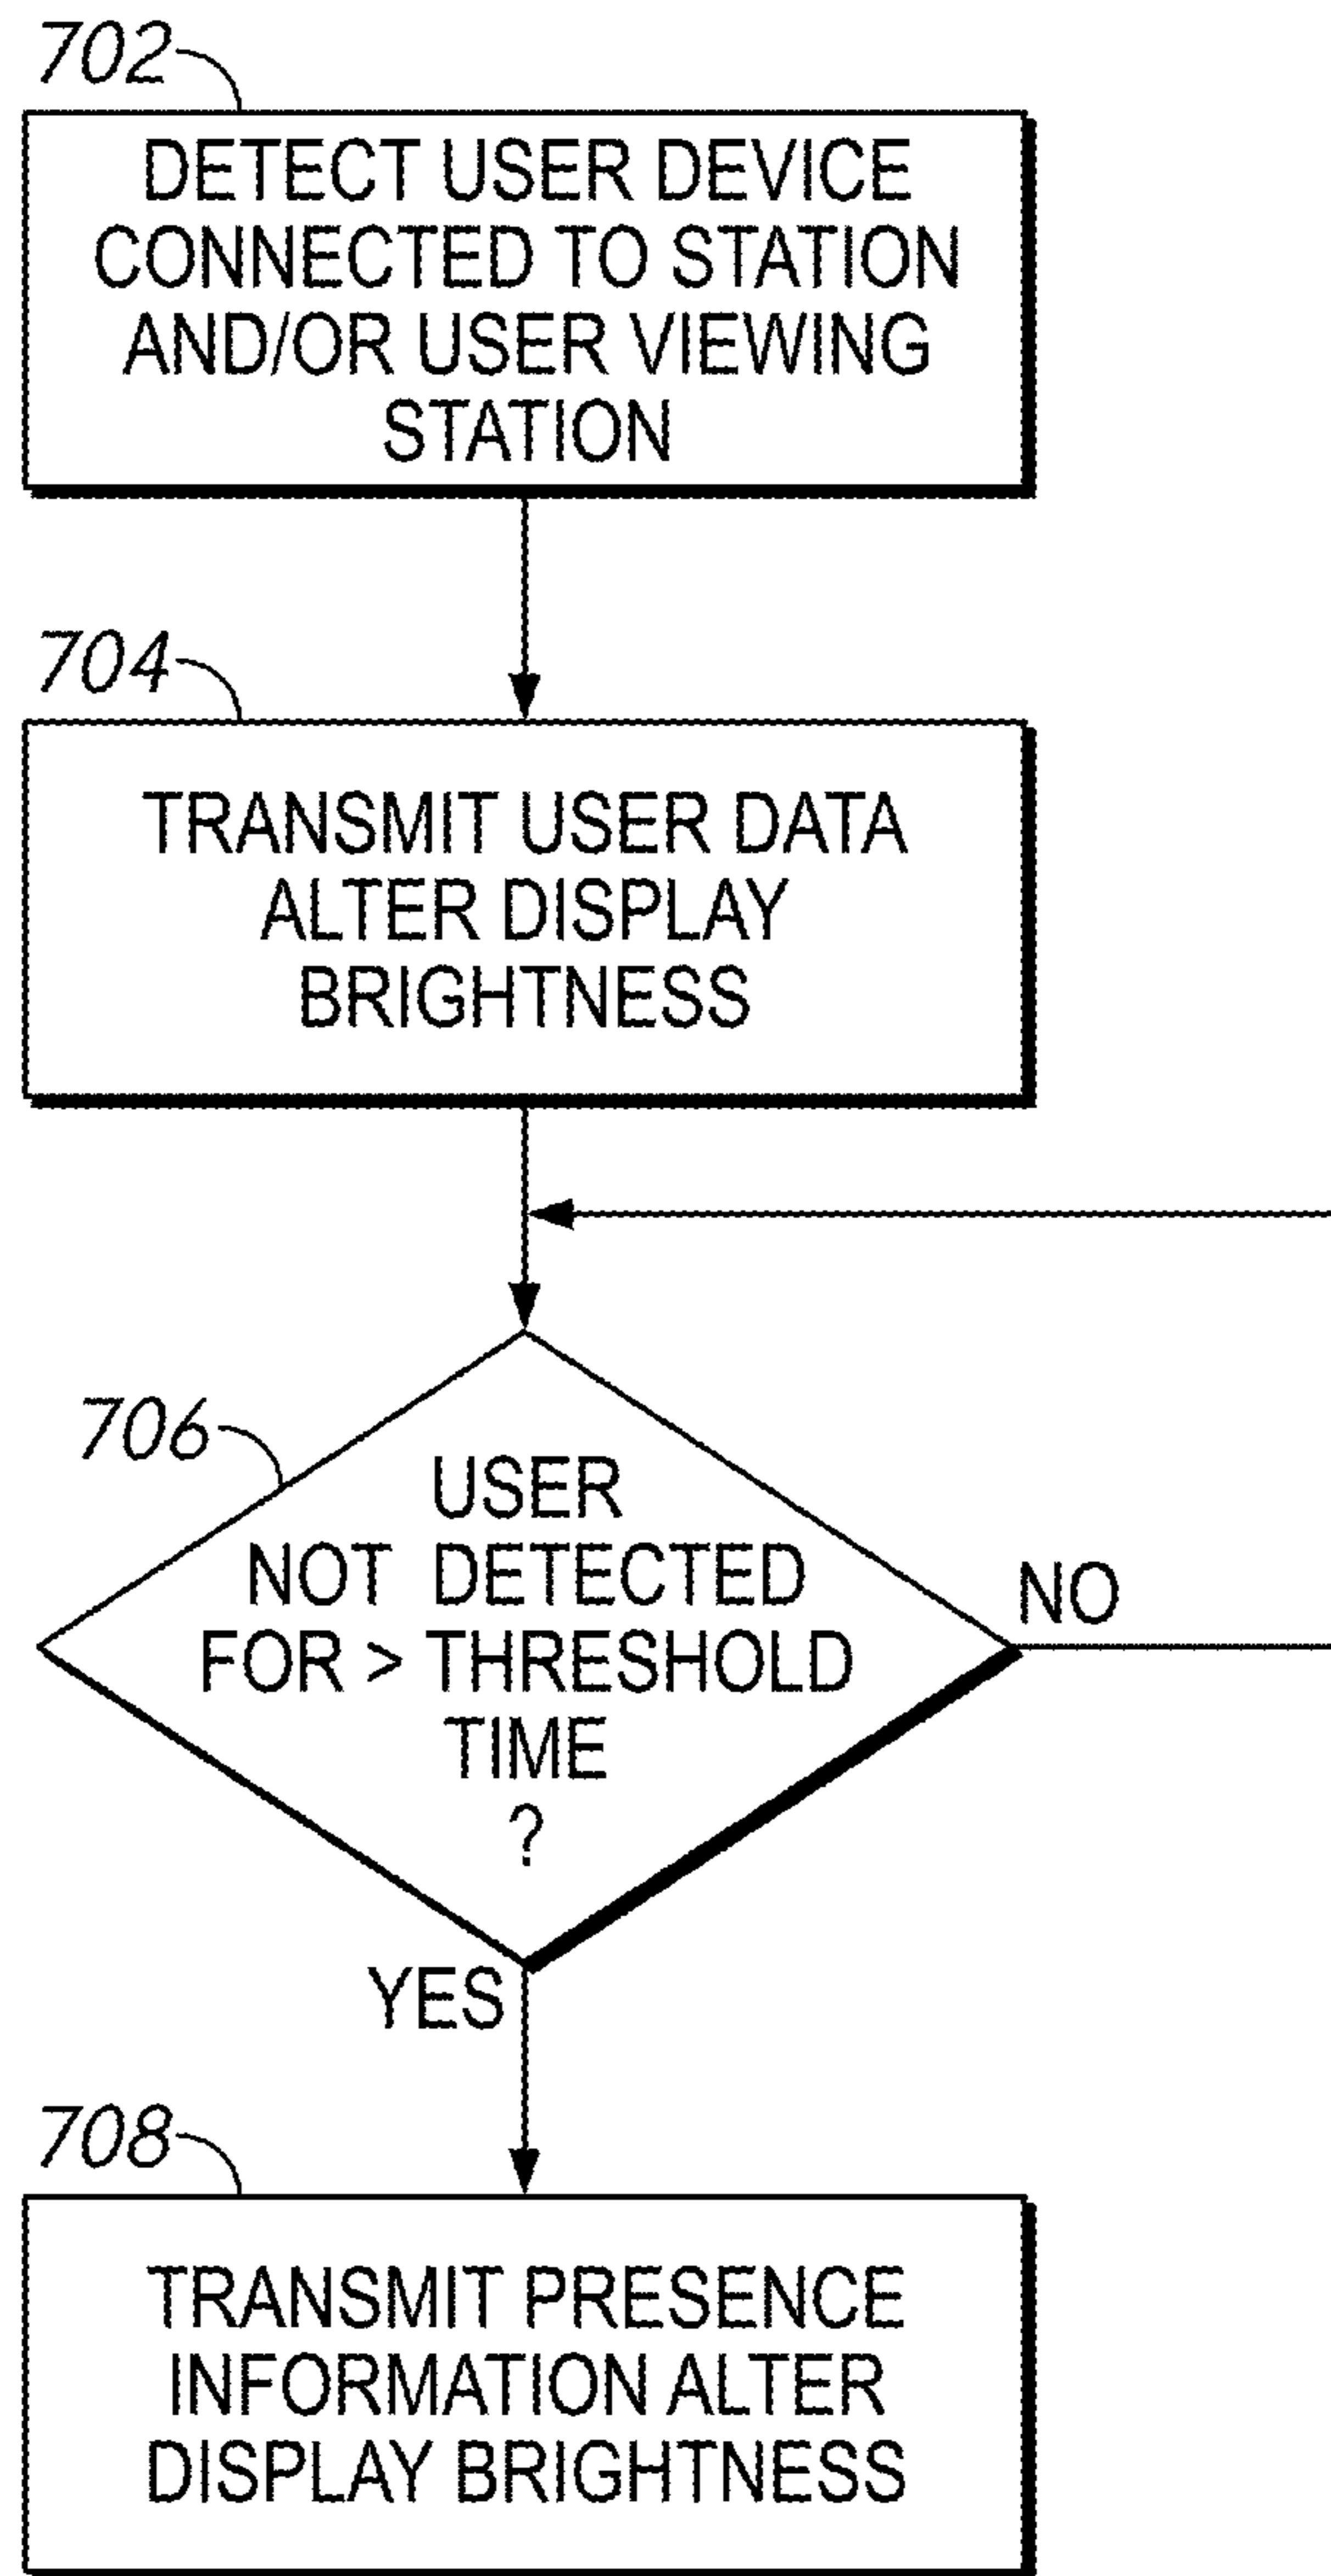 702
DETECT USER DEVICE
CONNECTED TO STATION
AND/OR USER VIEWING
STATION
704
TRANSMIT USER DATA
ALTER DISPLAY
BRIGHTNESS
706
USER
NOT DETECTED
FOR > THRESHOLD
TIME
?
NO
YES
708
TRANSMIT PRESENCE
INFORMATION ALTER
DISPLAY BRIGHTNESS